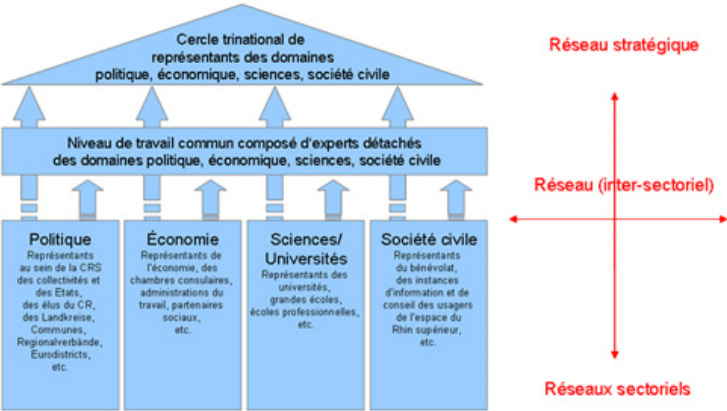 Cercle trinational de
représentants des domaines
politique, économique, sciences, société civile
Réseau stratégique
Niveau de travail commun composé d'experts détachés
des domaines politique, économique, sciences, société civile
Réseau (inter-sectoriel)
Politique
Représentants
au sein de la CRS
des collectivités et
des Etats,
des élus du CR,
des Landkreise,
Communes,
Regionalverbände,
Eurodistricts,
etc.
Économie
Représentants de
l'économie, des
chambres consulaires,
administrations du
travail, partenaires
sociaux,
etc.
Sciences/
Universités
Représentants des
universités,
grandes écoles,
écoles professionnelles,
etc.
Société civile
Représentants
du bénévolat,
des instances
d'information et de
conseil des usagers
de l'espace du
Rhin supérieur,
etc.
Réseaux sectoriels